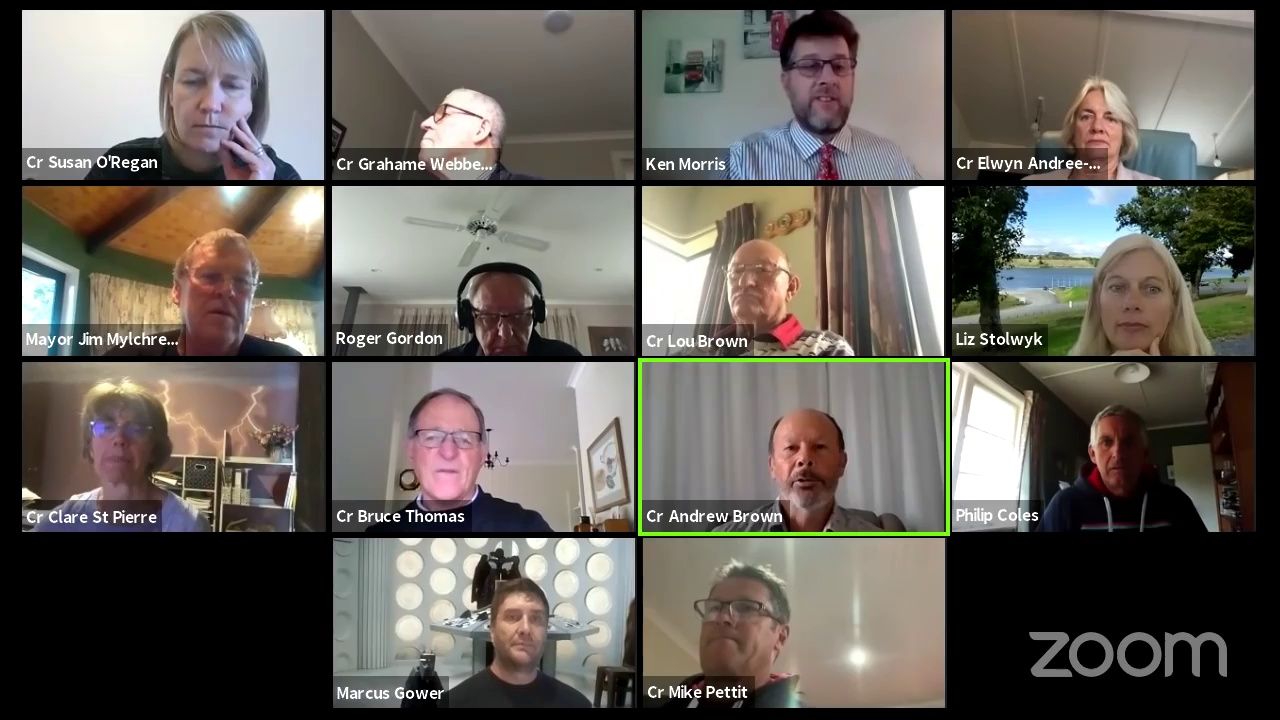 Cr Susan O'Regan
Cr Grahame Webbe...
Ken Morris
Cr Elwyn Andree-...
Mayor Jim Mylchre...
Roger Gordon
Cr Lou Brown
Liz Stolwyk
Cr Clare St Pierre
Cr Bruce Thomas
Cr Andrew Brown
Philip Coles
Marcus Gower
Cr Mike Pettit
zoom